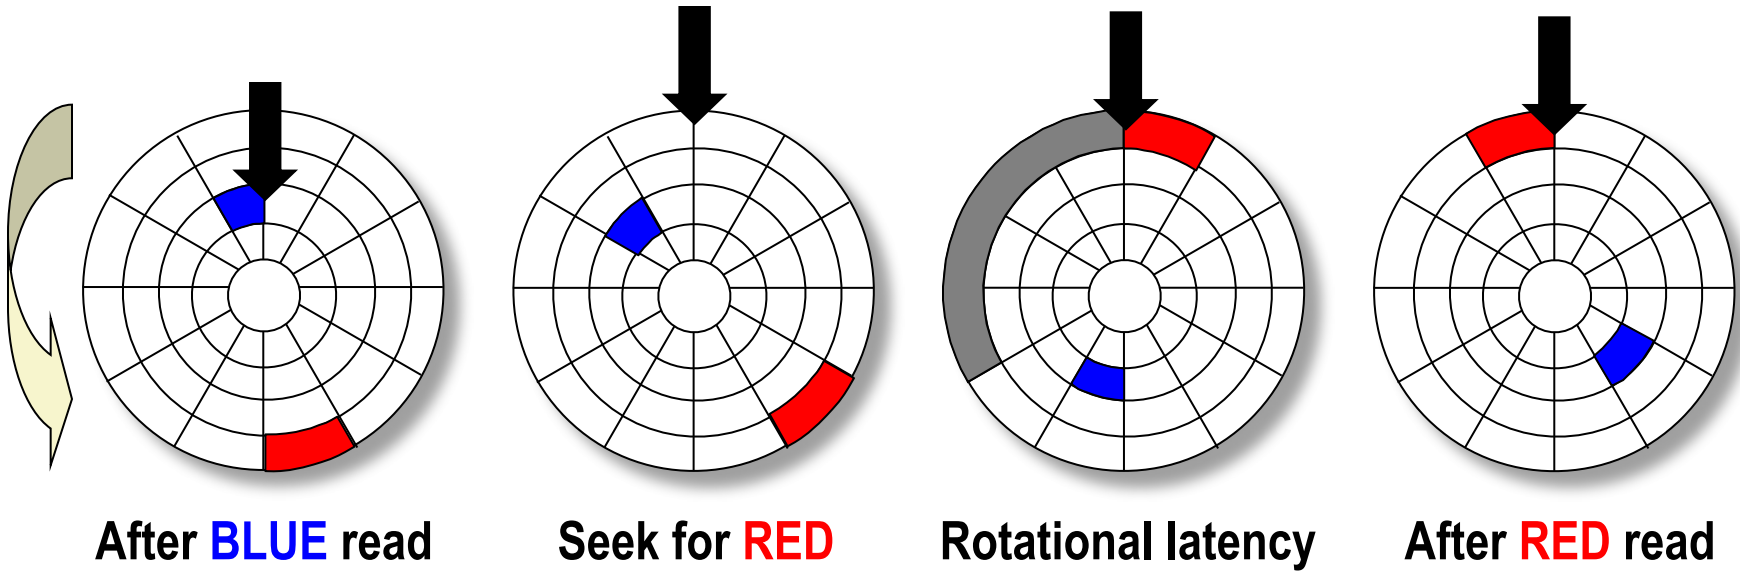 After BLUE read
Seek for RED
Rotational latency
After RED read